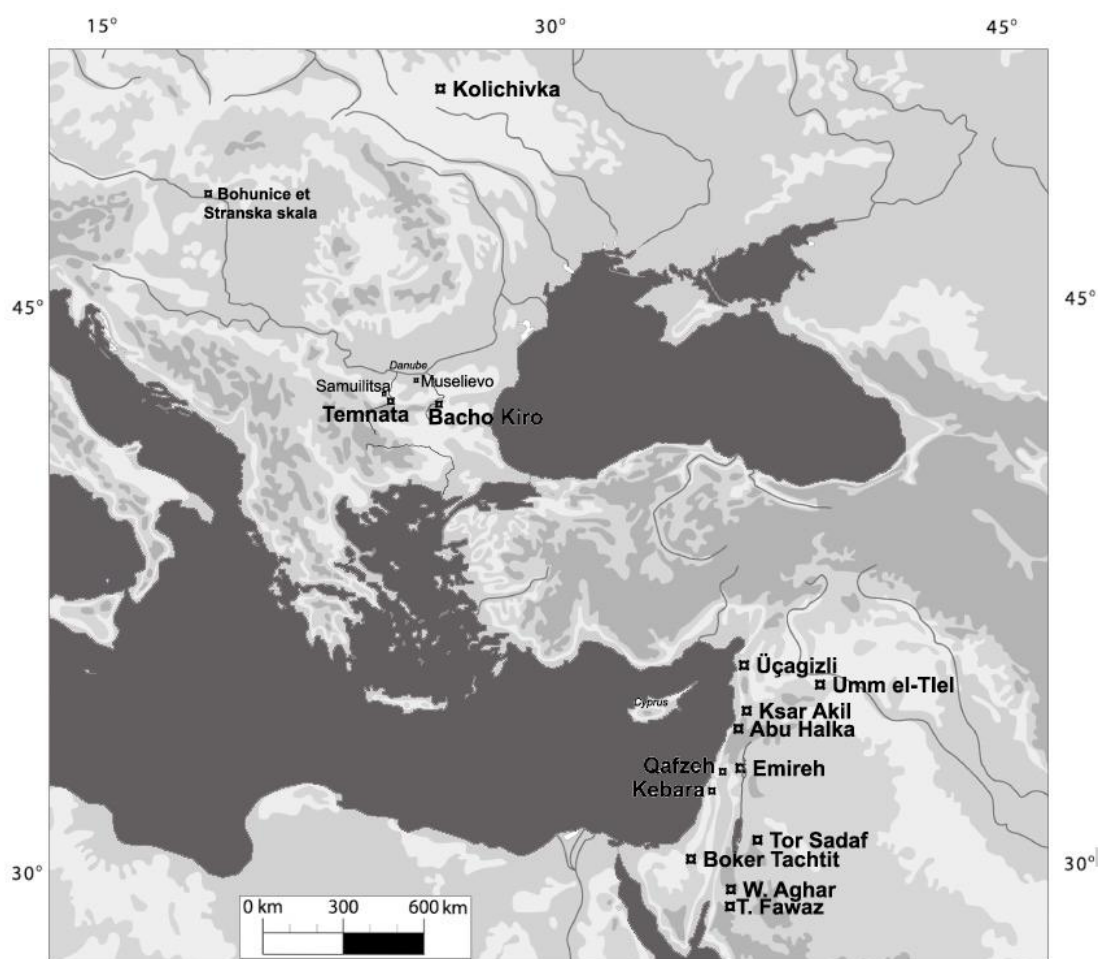 15°
30°
45°
Kolichivka
Bohunice et
Stranska skala
45°
45°
Danube
Samuilitsa
Muselievo
Temnata
Bacho Kiro
Üçagizli
Umm el-Tlel
Cyprus
Ksar Akil
Abu Halka
Qafzeh
Emireh
Kebara
Tor Sadaf
Boker Tachtit
30°
30°
W. Aghar
T. Fawaz
0 km 300 600 km